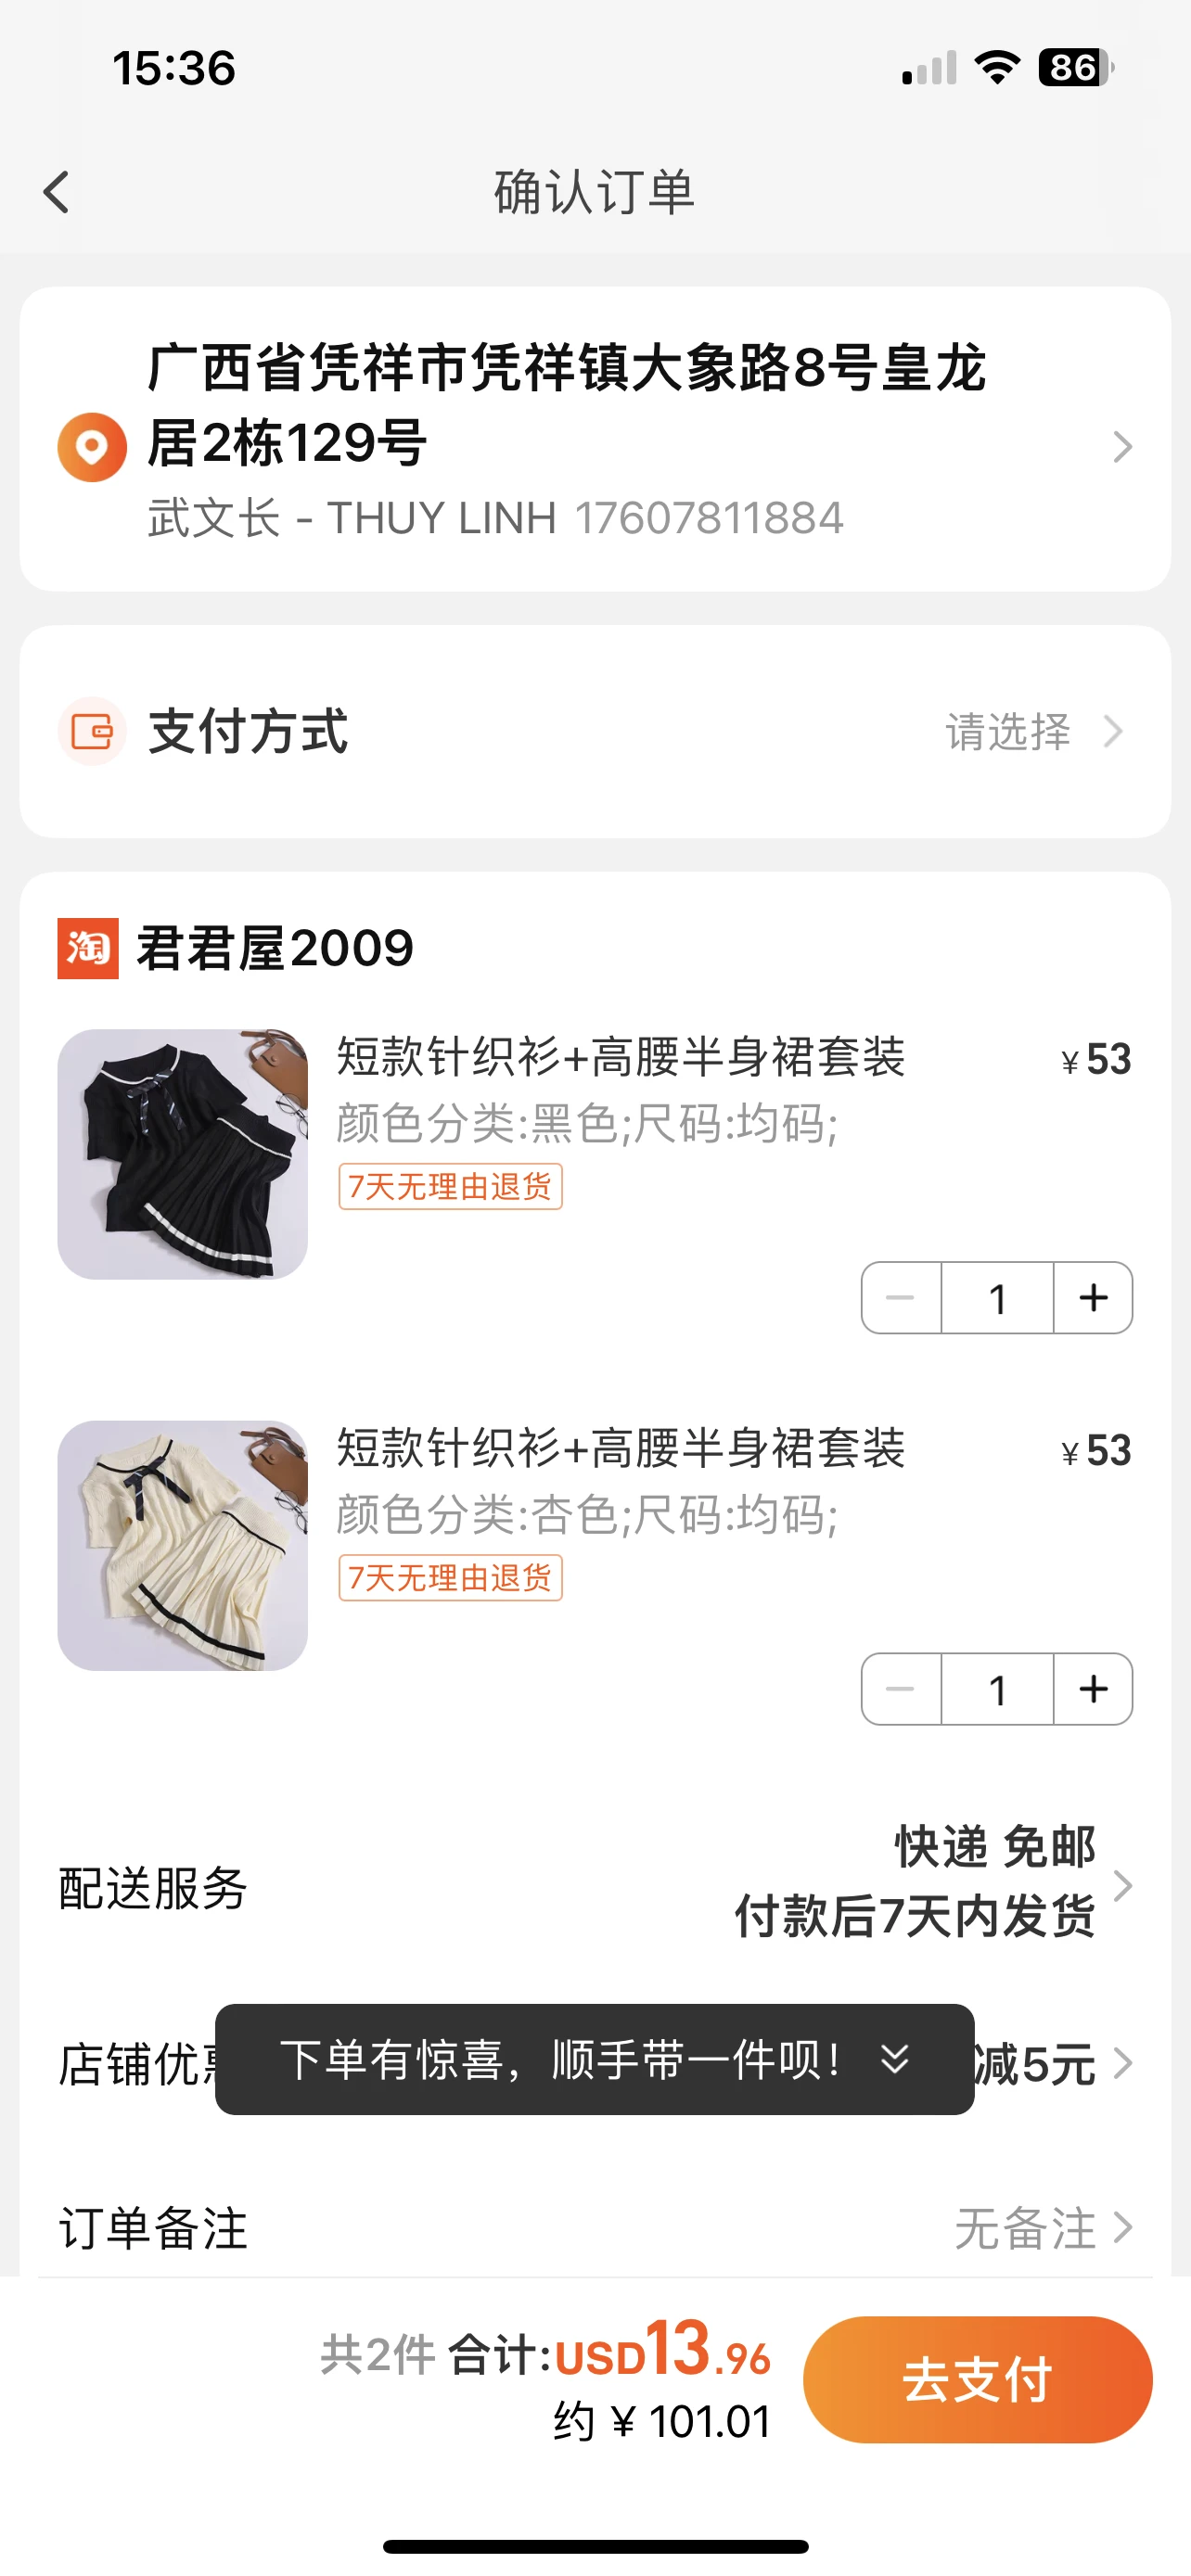 15:36
86
确认订单
广西省凭祥市凭祥镇大象路8号皇龙
居2栋129号
武文长 - THUY LINH 17607811884
支付方式 请选择
淘 君君屋2009
短款针织衫+高腰半身裙套装 ¥53
颜色分类:黑色;尺码:均码;
7天无理由退货
1
短款针织衫+高腰半身裙套装 ¥53
颜色分类:杏色;尺码:均码;
7天无理由退货
1
快递 免邮
配送服务
付款后7天内发货
店铺优 减5元
下单有惊喜，顺手带一件呗！
订单备注 无备注
共2件 合计:USD13.96
去支付
约 ¥ 101.01